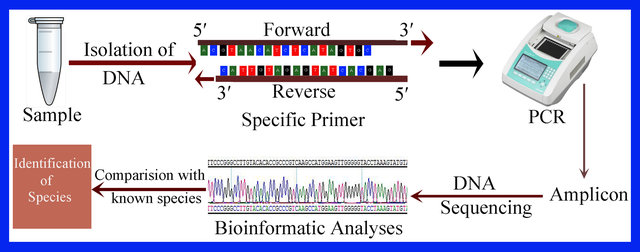 5′ Forward 3′
Isolation of
DNA
3′ Reverse 5′
Sample
Specific Primer
PCR
TTCCCGGGCCTTGTACACACCGCCCGTCAAGCCATGGAAGTTGGGGGTACCTAAAGTATGT
Identification
of
Species
Comparision with
known species
DNA
Sequencing
Amplicon
Bioinformatic Analyses